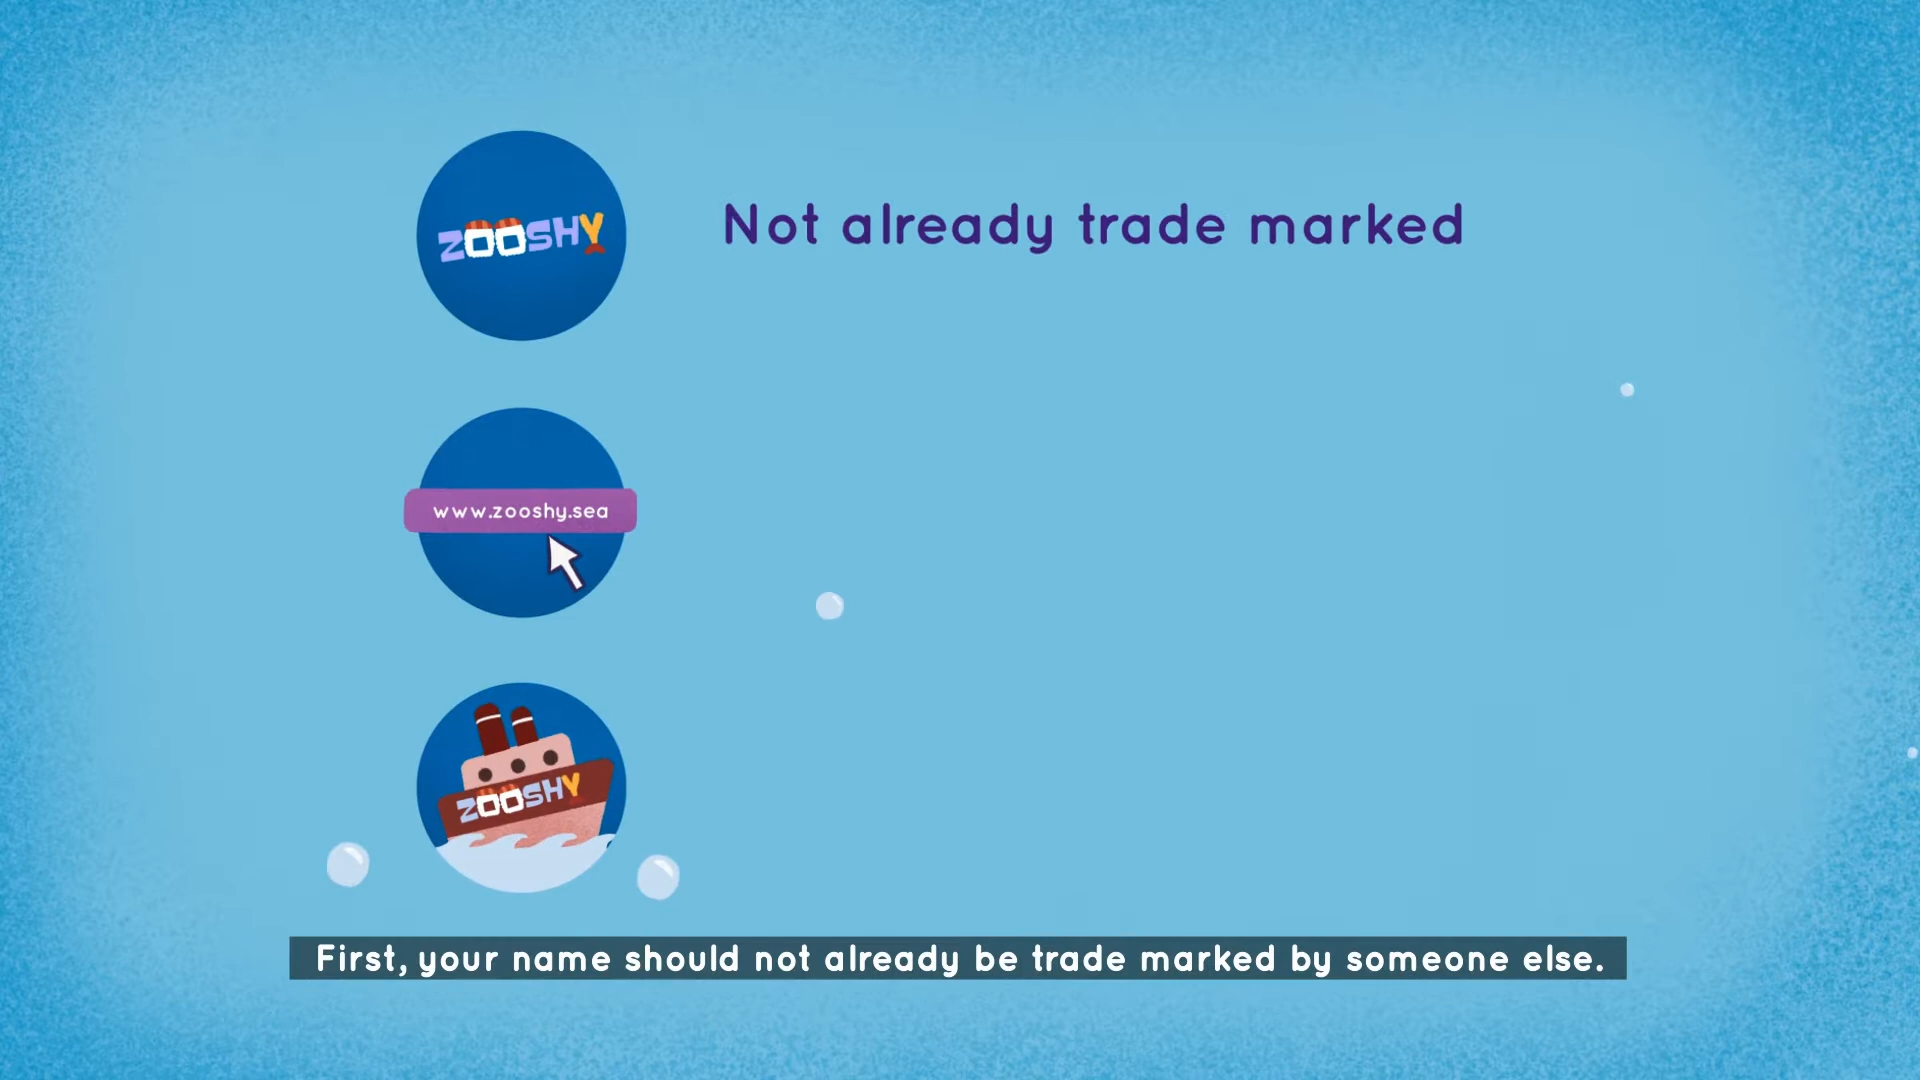 ZOOSHY
Not already trade marked
www.zooshy.sea
ZOOSHY
First, your name should not already be trade marked by someone else.